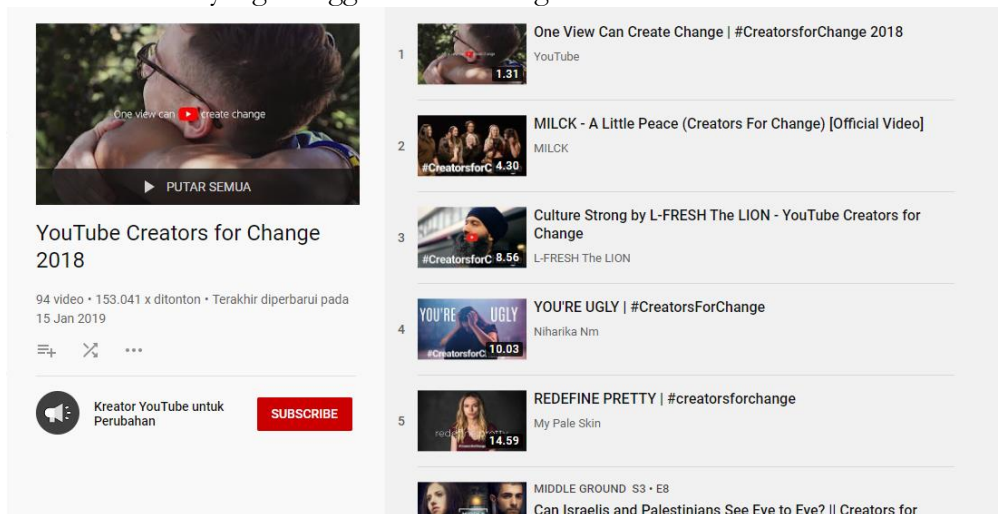 One view can create change
PUTAR SEMUA
YouTube Creators for Change
2018
94 video • 153.041 x ditonton • Terakhir diperbarui pada
15 Jan 2019
Kreator YouTube untuk
Perubahan
SUBSCRIBE
1
1.31
One View Can Create Change | #CreatorsforChange 2018
YouTube
2
#CreatorsforC 4.30
MILCK - A Little Peace (Creators For Change) [Official Video]
MILCK
3
#CreatorsforC 8.56
Culture Strong by L-FRESH The LION - YouTube Creators for
Change
L-FRESH The LION
4
YOU'RE UGLY
#CreatorsforC 10.03
YOU'RE UGLY | #CreatorsForChange
Niharika Nm
5
14.59
REDEFINE PRETTY | #creatorsforchange
My Pale Skin
MIDDLE GROUND S3 • E8
Can Israelis and Palestinians See Eye to Eye? || Creators for